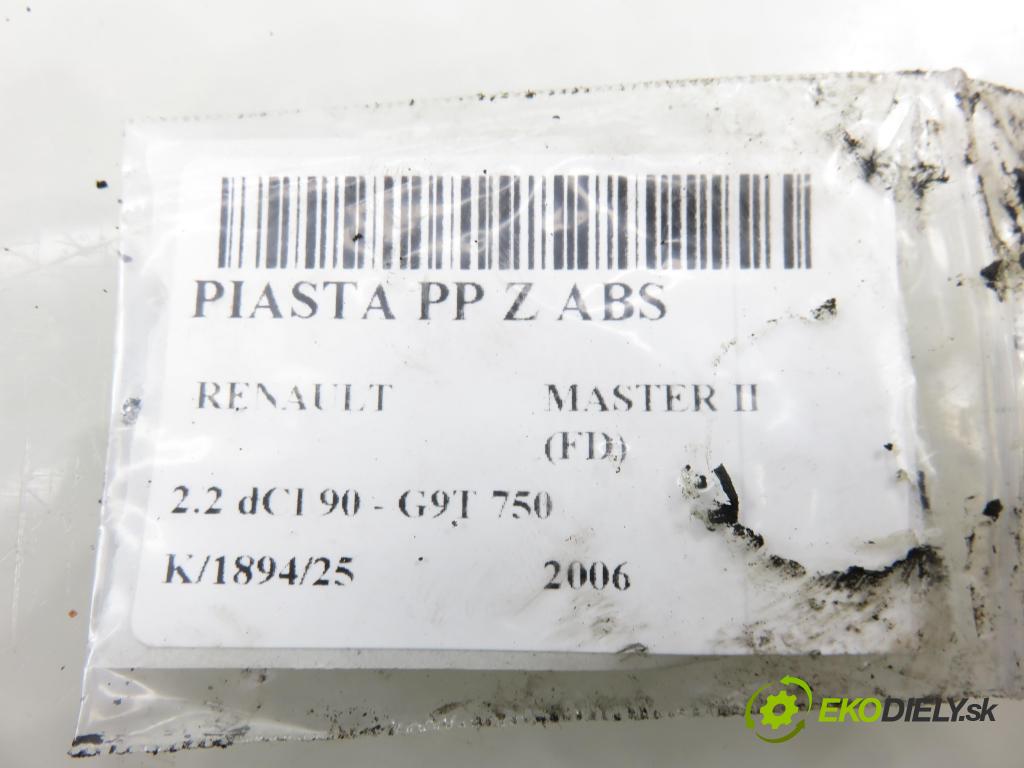 PIASTA PP Z ABS
RENAULT MASTER II
(FD)
2.2 dCI 90 - G9T 750
K/1894/25 2006
EKODIELY.sk